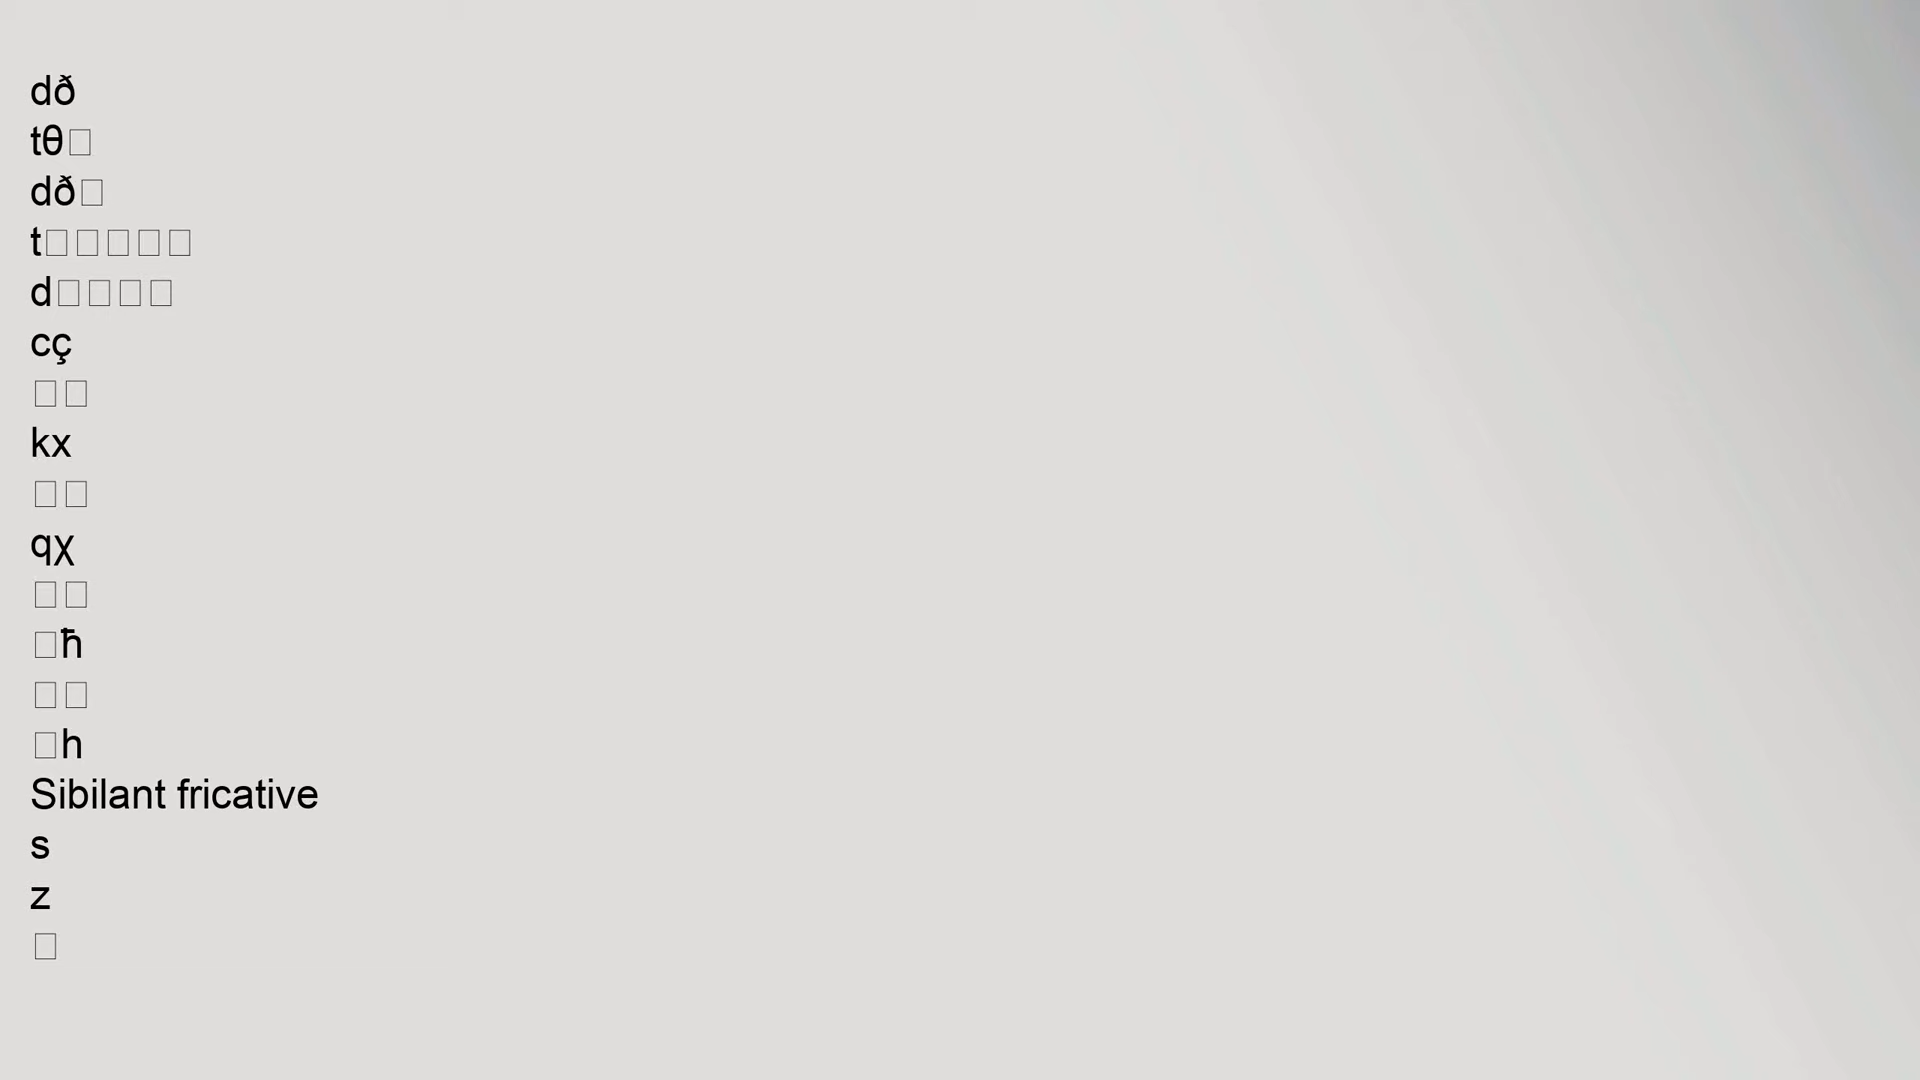 dð
tθ□
dð□
t□□□□□
d□□□□
cç
□□
kx
□□
qχ
□□
□ħ
□□
□h
Sibilant fricative
s
z
□